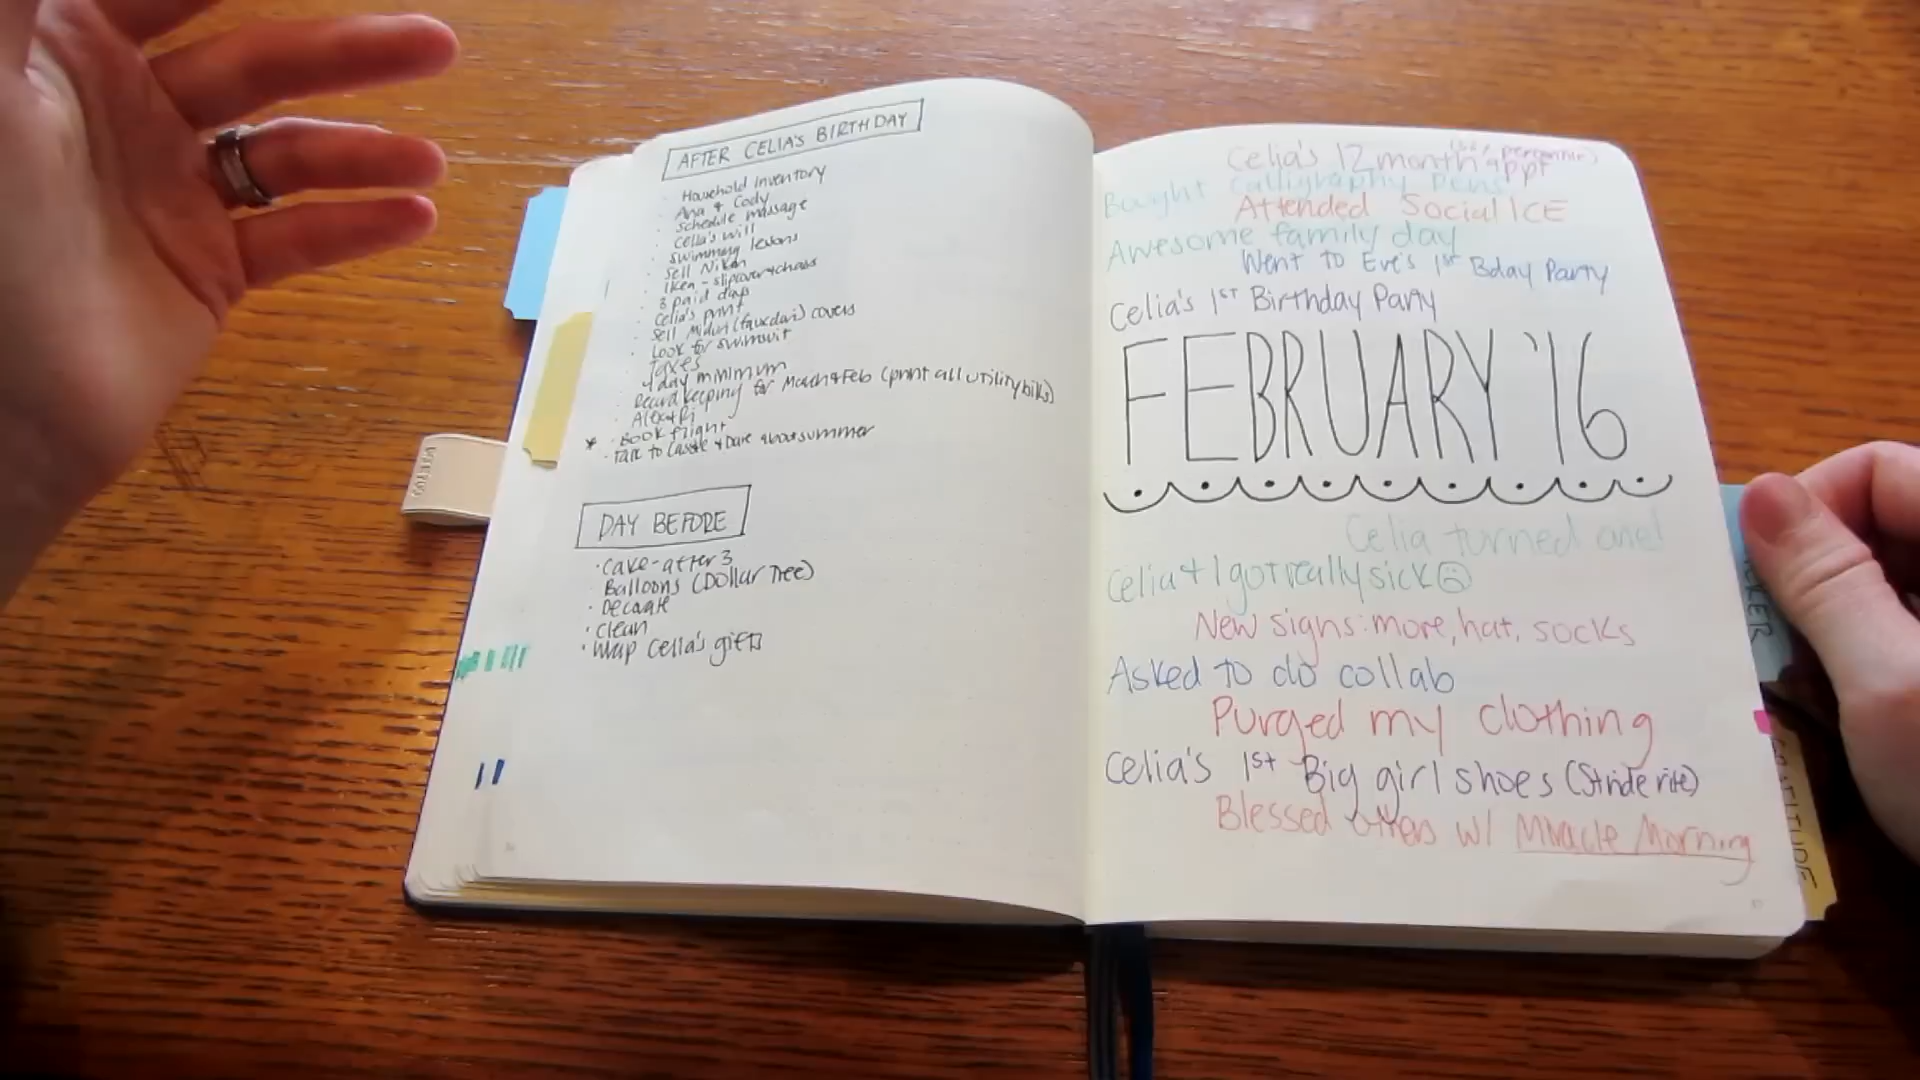 AFTER CELIA'S BIRTHDAY
· Household Inventory
· Ana & Cody
· Schedule massage
· Celia's will
· Swimming lessons
· Sell Nikon
· Ikea - slipcover + chairs
· 3 paid days
· Celia's print
· Sell covers
· Look for swimsuit
· Taxes
· 4 day minimum
· Record keeping for March & Feb (print all utility bills)
· Book flight
* · Talk to & Dave about summer
DAY BEFORE
· Cake - after 3
· Balloons (Dollar Tree)
· Decorate
· Clean
· Wrap Celia's gifts
Celia's 12 month appt
Bought calligraphy pens
Attended Social ICE
Awesome family day
Went to Eve's 1st Bday Party
Celia's 1ST Birthday Party
FEBRUARY '16
Celia turned one!
Celia & I got really sick ☹
New signs: more, hat, socks
Asked to do collab
Purged my clothing
Celia's 1st Big girl shoes (Stride rite)
Blessed others w/ Miracle Morning
GRATITUDE